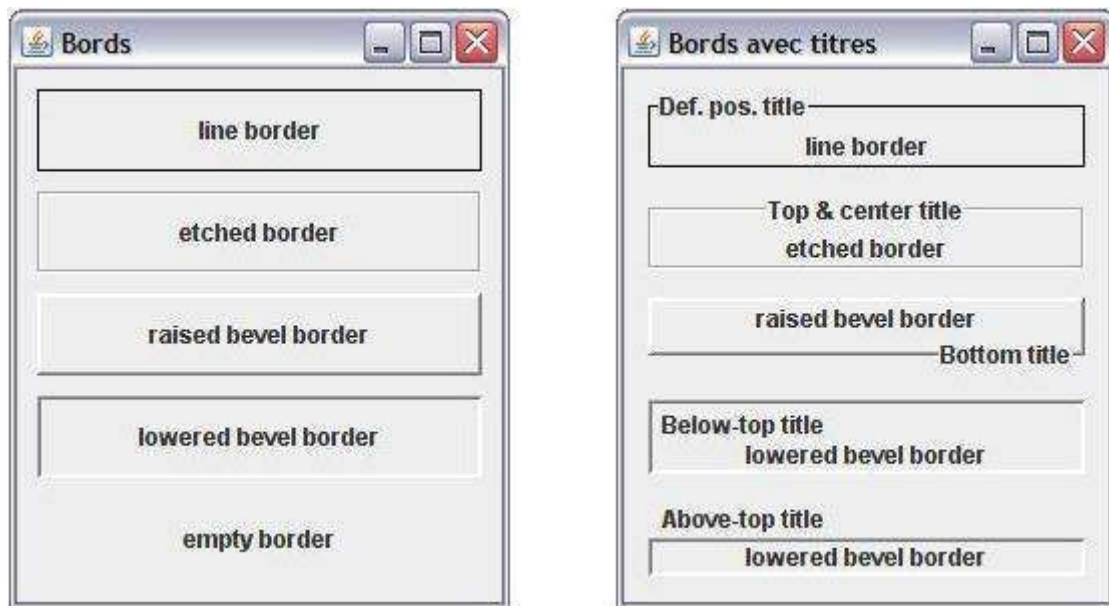 Bords
line border
etched border
raised bevel border
lowered bevel border
empty border
Bords avec titres
Def. pos. title
line border
Top & center title
etched border
raised bevel border
Bottom title
Below-top title
lowered bevel border
Above-top title
lowered bevel border